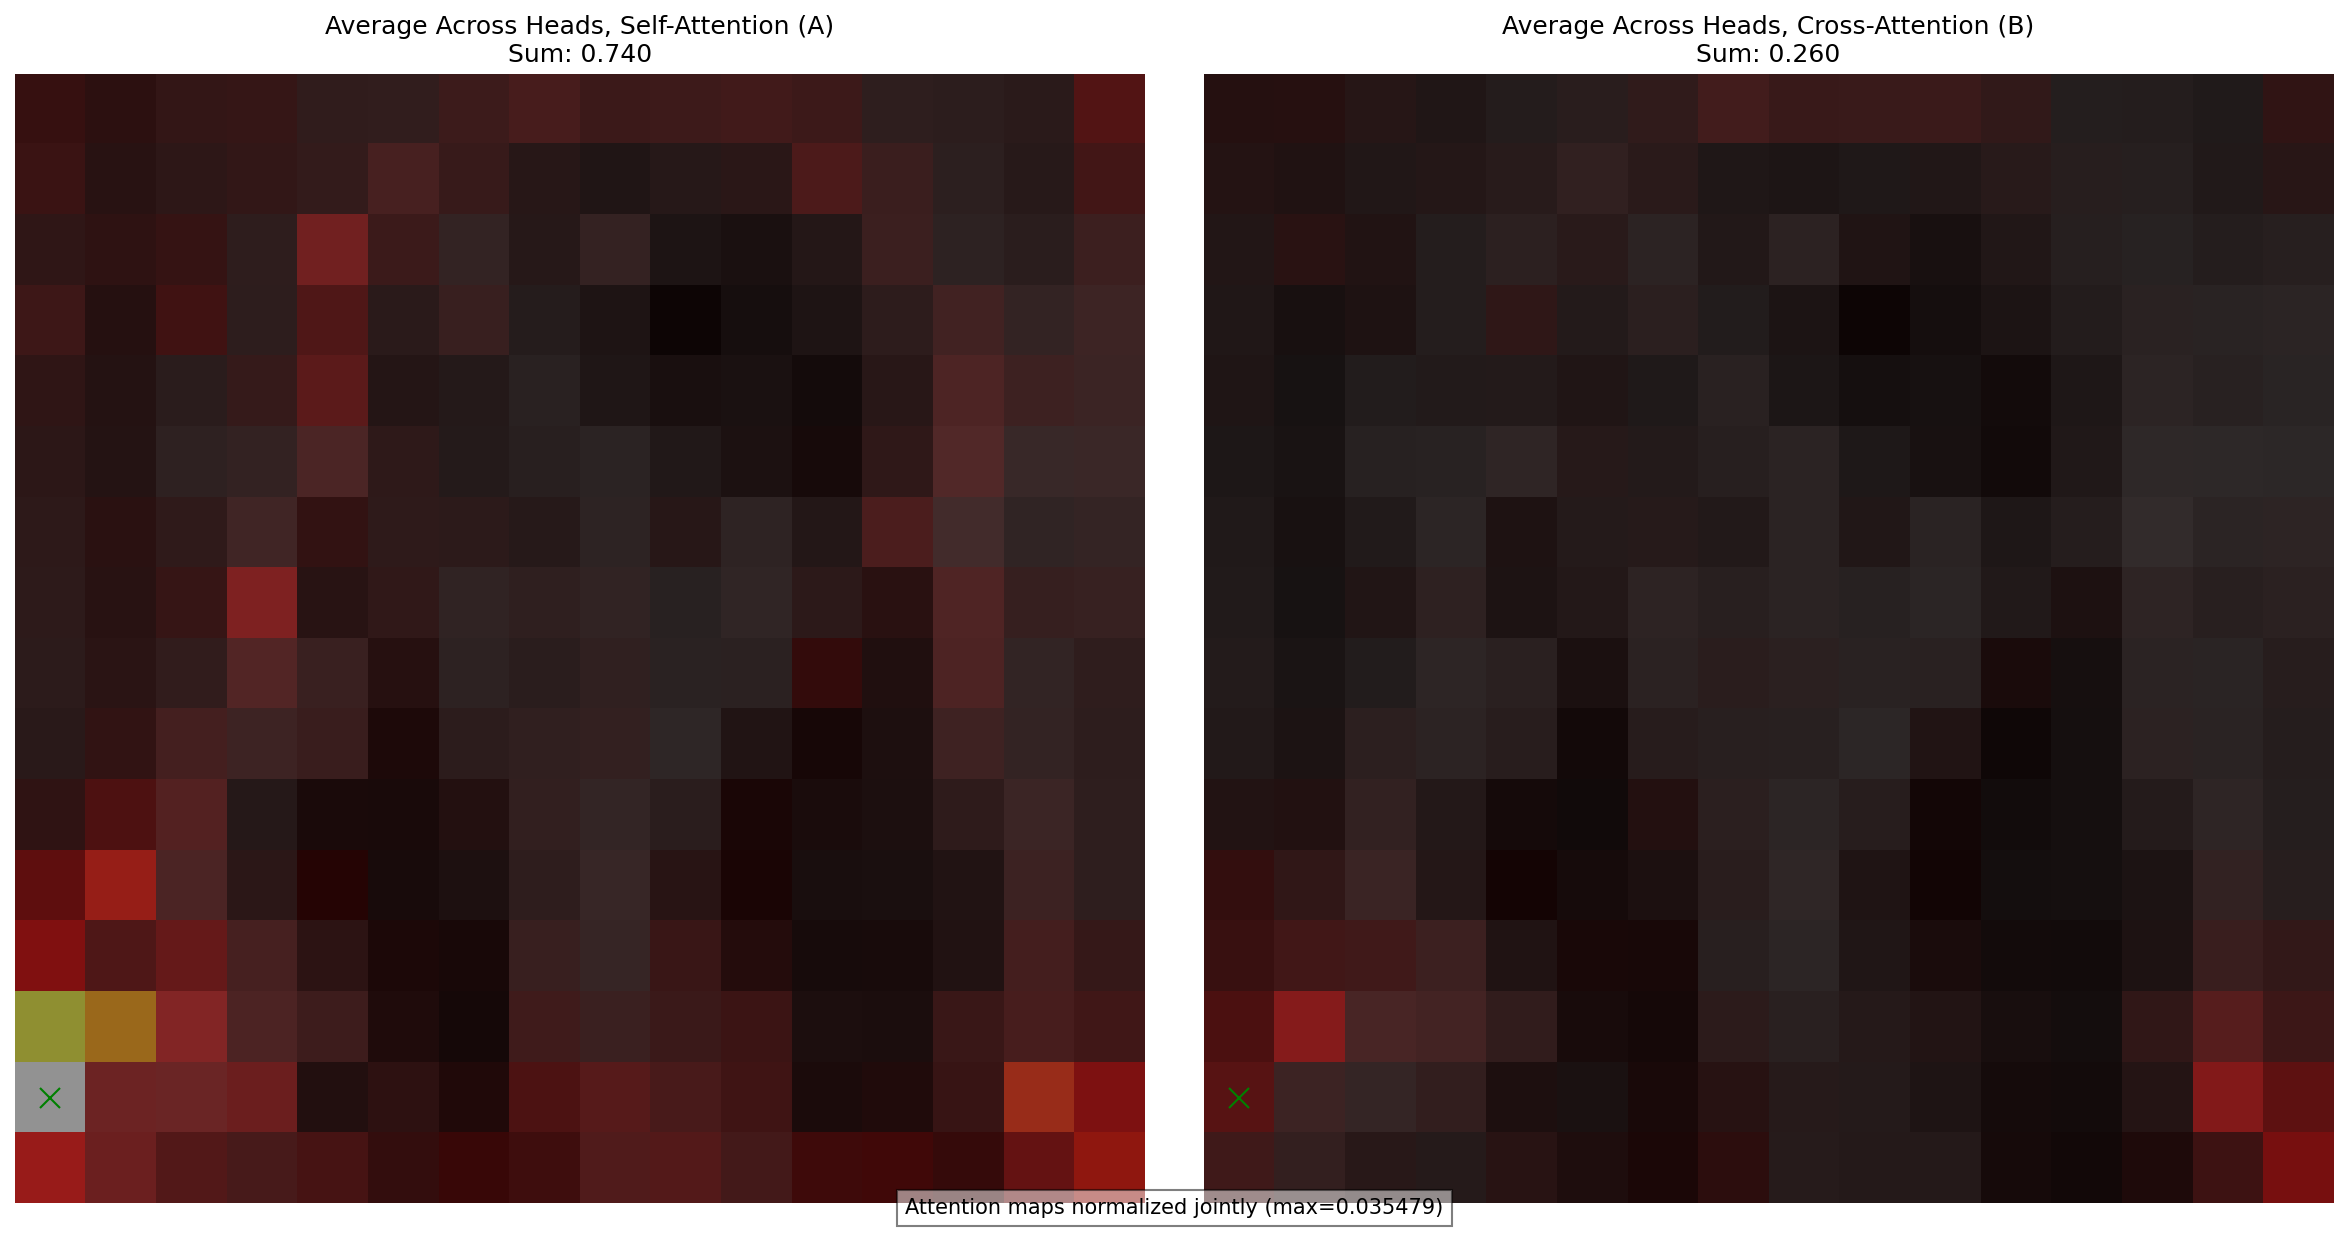 Average Across Heads, Self-Attention (A)
Sum: 0.740
Average Across Heads, Cross-Attention (B)
Sum: 0.260
Attention maps normalized jointly (max=0.035479)